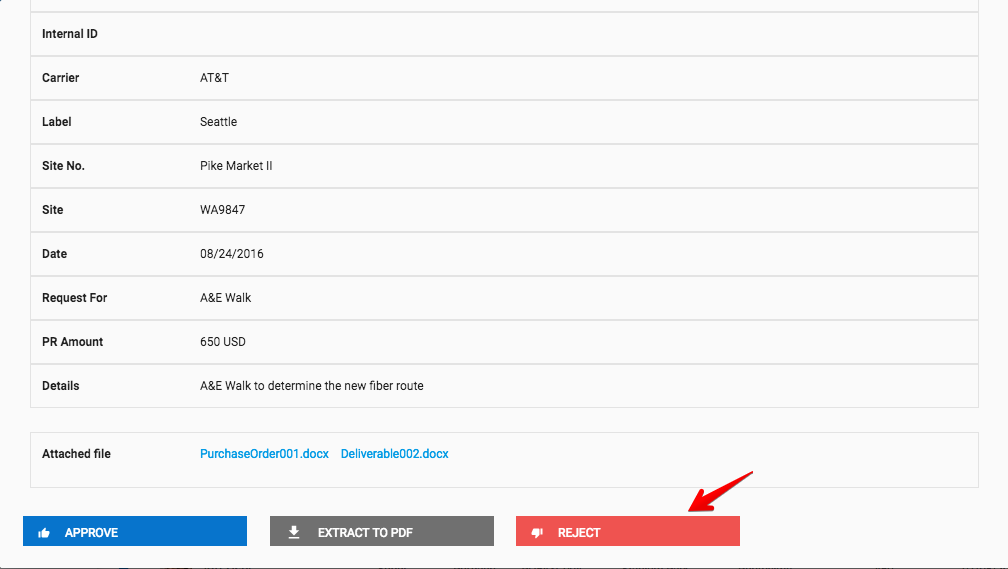 Internal ID
Carrier AT&T
Label Seattle
Site No. Pike Market II
Site WA9847
Date 08/24/2016
Request For A&E Walk
PR Amount 650 USD
Details A&E Walk to determine the new fiber route
Attached file PurchaseOrder001.docx Deliverable002.docx
APPROVE EXTRACT TO PDF REJECT